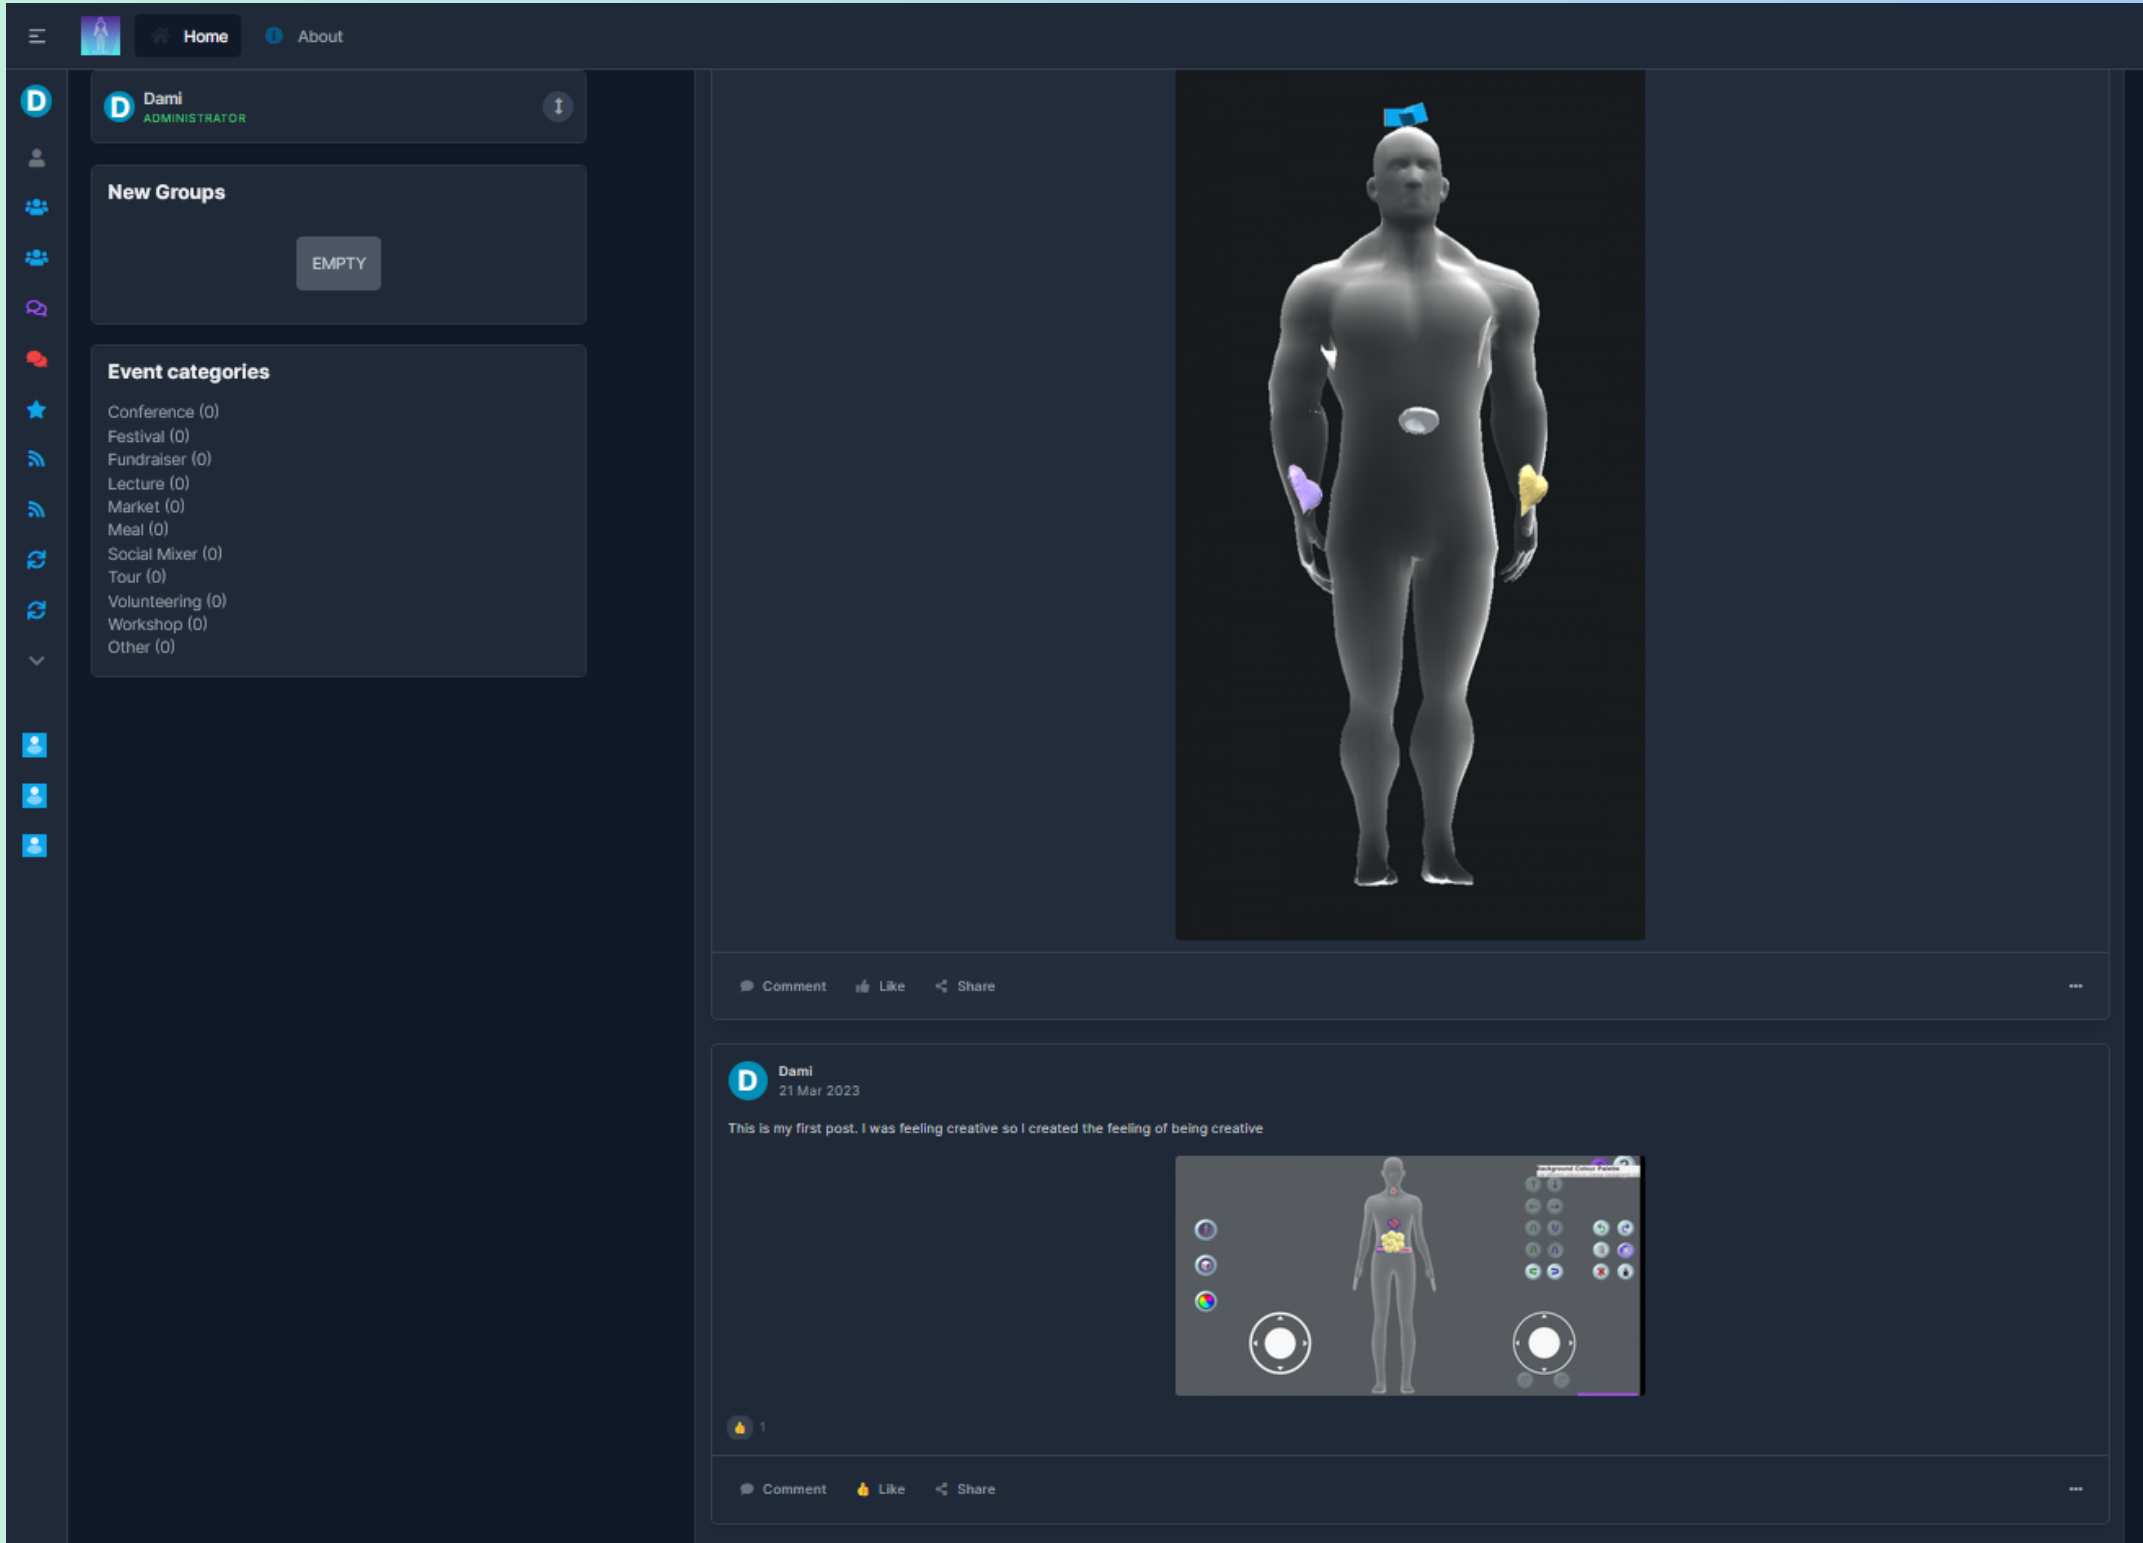 Home
About
D
D
Dami
ADMINISTRATOR
New Groups
EMPTY
Event categories
Conference (0)
Festival (0)
Fundraiser (0)
Lecture (0)
Market (0)
Meal (0)
Social Mixer (0)
Tour (0)
Volunteering (0)
Workshop (0)
Other (0)
Comment Like Share
D
Dami
21 Mar 2023
This is my first post. I was feeling creative so I created the feeling of being creative
Background Colour Palette
1
Comment Like Share